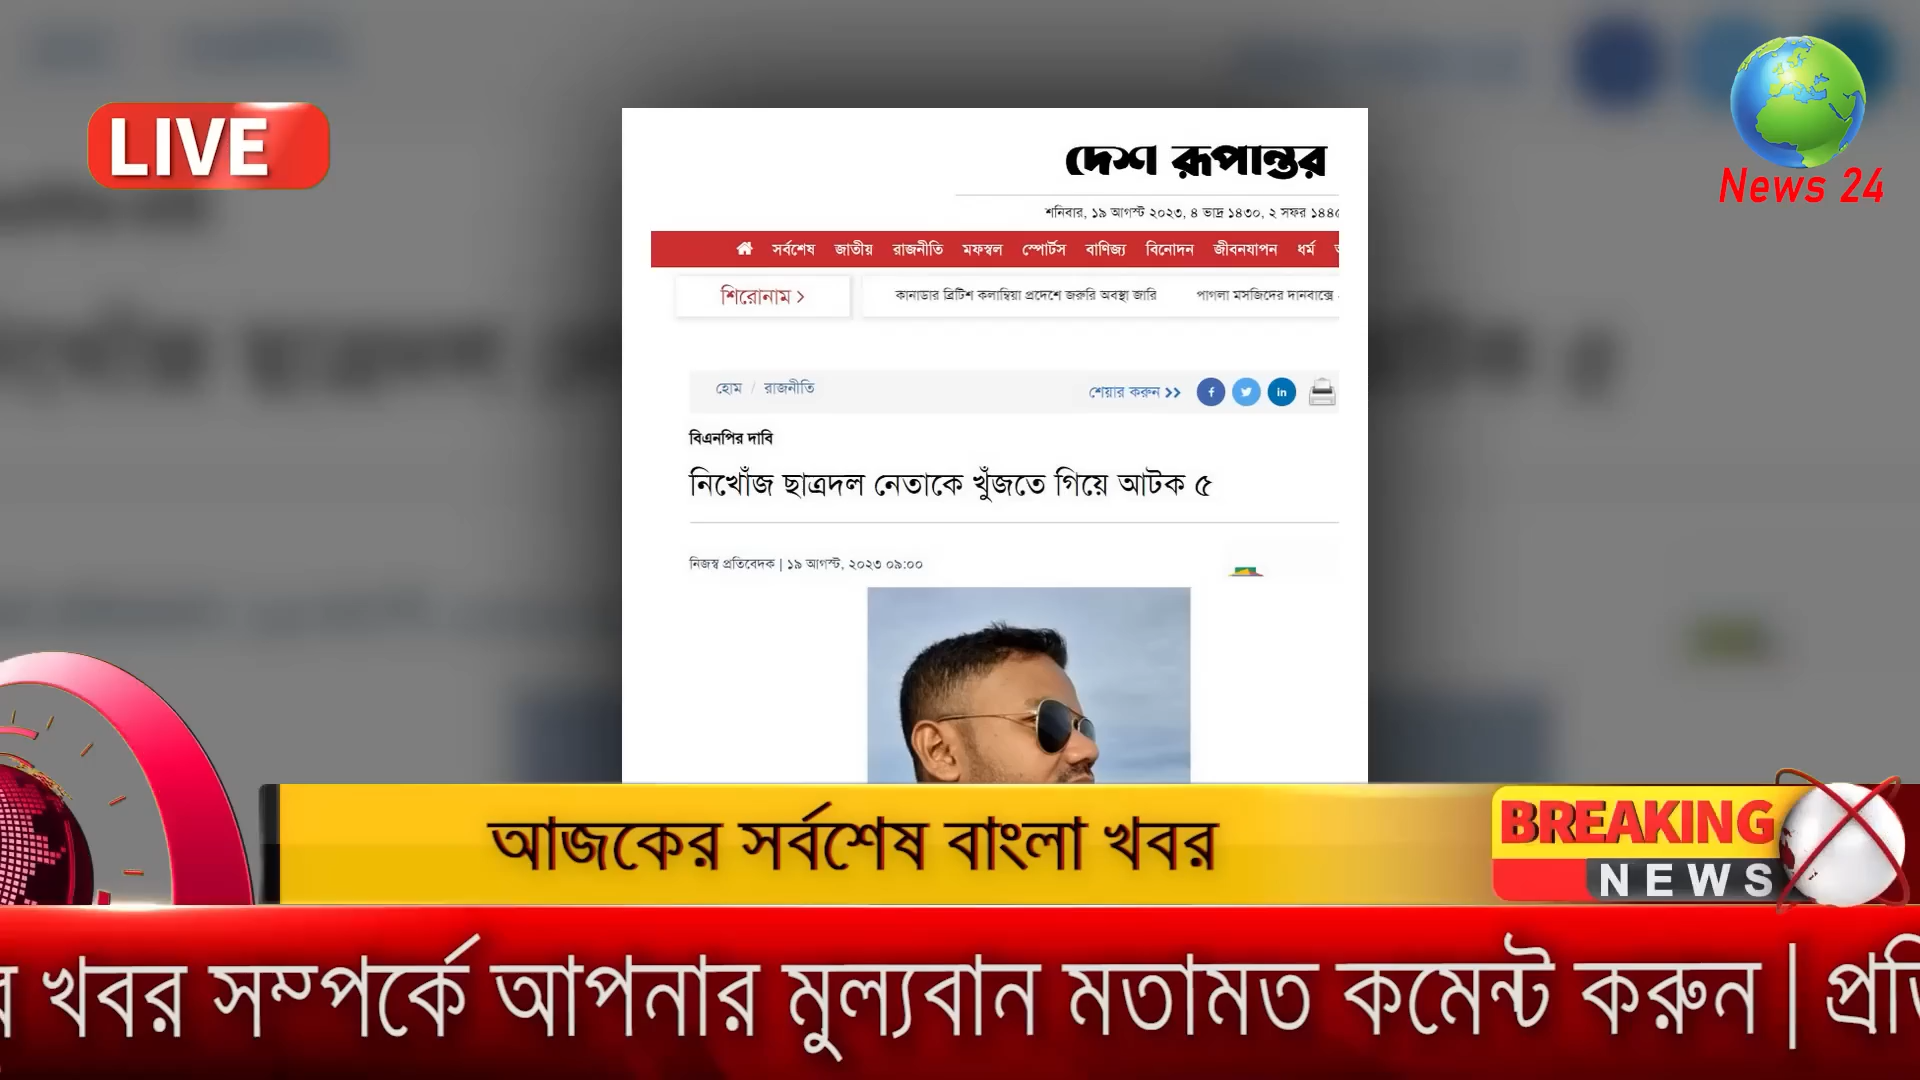 LIVE
News 24
দেশ রূপান্তর
শনিবার, ১৯ আগস্ট ২০২৩, ৪ ভাদ্র ১৪৩০, ২ সফর
সর্বশেষ জাতীয় রাজনীতি মফস্বল স্পোর্টস বাণিজ্য বিনোদন জীবনযাপন ধর্ম
শিরোনাম > কানাডার ব্রিটিশ কলাম্বিয়া প্রদেশে জরুরি অবস্থা জারি পাগলা মসজিদের দানবাক্সে
হোম / রাজনীতি শেয়ার করুন >>
বিএনপির দাবি
নিখোঁজ ছাত্রদল নেতাকে খুঁজতে গিয়ে আটক ৫
নিজস্ব প্রতিবেদক | ১৯ আগস্ট, ২০২৩ ০৯:০০
আজকের সর্বশেষ বাংলা খবর
BREAKING
NEWS
খবর সম্পর্কে আপনার মুল্যবান মতামত কমেন্ট করুন |